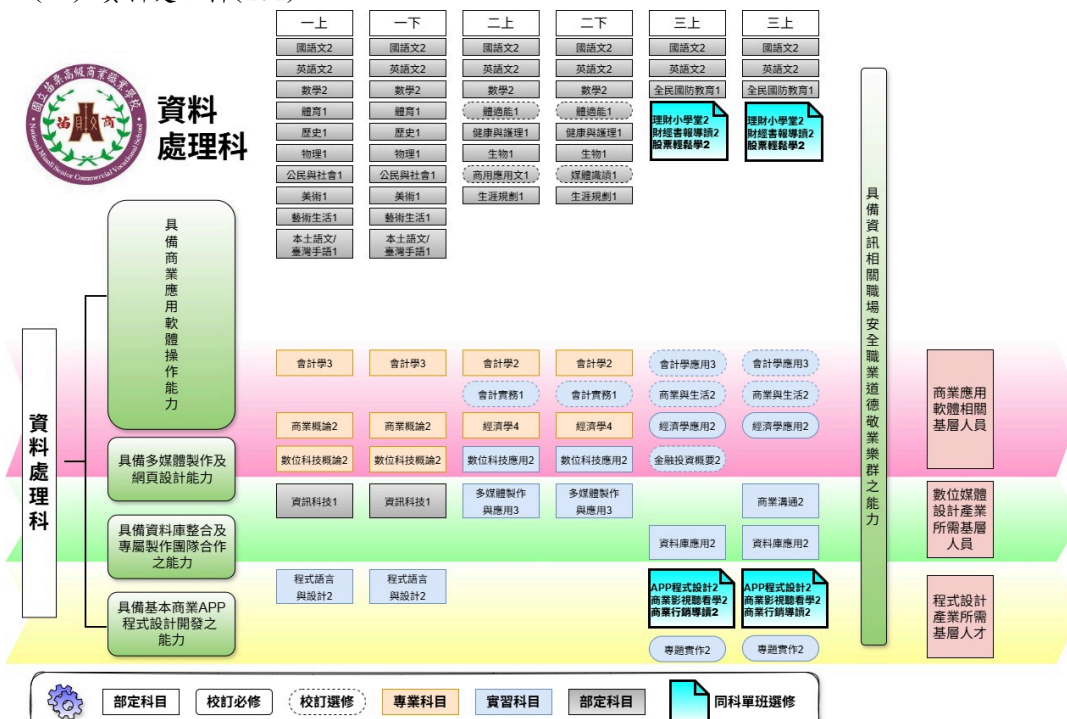 一上 一下 二上 二下 三上 三上
國語文2 國語文2 國語文2 國語文2 國語文2 國語文2
英語文2 英語文2 英語文2 英語文2 英語文2 英語文2
數學2 數學2 數學2 數學2 全民國防教育1 全民國防教育1
體育1 體育1 體適能1 體適能1
理財小學堂2
財經書報導讀2
股票輕鬆學2
理財小學堂2
財經書報導讀2
股票輕鬆學2
歷史1 歷史1 健康與護理1 健康與護理1
物理1 物理1 生物1 生物1
公民與社會1 公民與社會1 商用應用文1 媒體識讀1
美術1 美術1 生涯規劃1 生涯規劃1
藝術生活1 藝術生活1
本土語文/
臺灣手語1
本土語文/
臺灣手語1
國立苗栗高級商業職業學校
National Miaoli Senior Commercial Vocational School
苗 商
資料
處理科
資料處理科
具備商業應用軟體操作能力
具備多媒體製作及
網頁設計能力
具備資料庫整合及
專屬製作團隊合作
之能力
具備基本商業APP
程式設計開發之
能力
會計學3 會計學3 會計學2 會計學2 會計學應用3 會計學應用3
會計實務1 會計實務1 商業與生活2 商業與生活2
商業概論2 商業概論2 經濟學4 經濟學4 經濟學應用2 經濟學應用2
數位科技概論2 數位科技概論2 數位科技應用2 數位科技應用2 金融投資概要2
資訊科技1 資訊科技1
多媒體製作
與應用3
多媒體製作
與應用3
商業溝通2
資料庫應用2 資料庫應用2
程式語言
與設計2
程式語言
與設計2
APP程式設計2
商業影視聽看學2
商業行銷導讀2
APP程式設計2
商業影視聽看學2
商業行銷導讀2
專題實作2 專題實作2
具備資訊相關職場安全職業道德敬業樂群之能力
商業應用
軟體相關
基層人員
數位媒體
設計產業
所需基層
人員
程式設計
產業所需
基層人才
部定科目 校訂必修 校訂選修 專業科目 實習科目 部定科目 同科單班選修